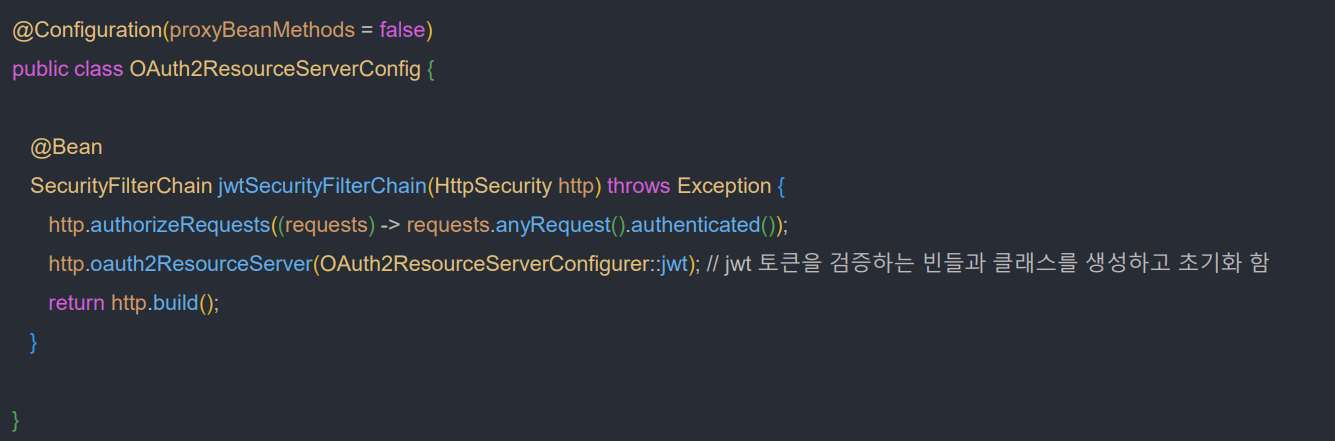 @Configuration(proxyBeanMethods = false)
public class OAuth2ResourceServerConfig {
@Bean
SecurityFilterChain jwtSecurityFilterChain(HttpSecurity http) throws Exception {
http.authorizeRequests((requests) -> requests.anyRequest().authenticated());
http.oauth2ResourceServer(OAuth2ResourceServerConfigurer::jwt); // jwt 토큰을 검증하는 빈들과 클래스를 생성하고 초기화 함
return http.build();
}
}